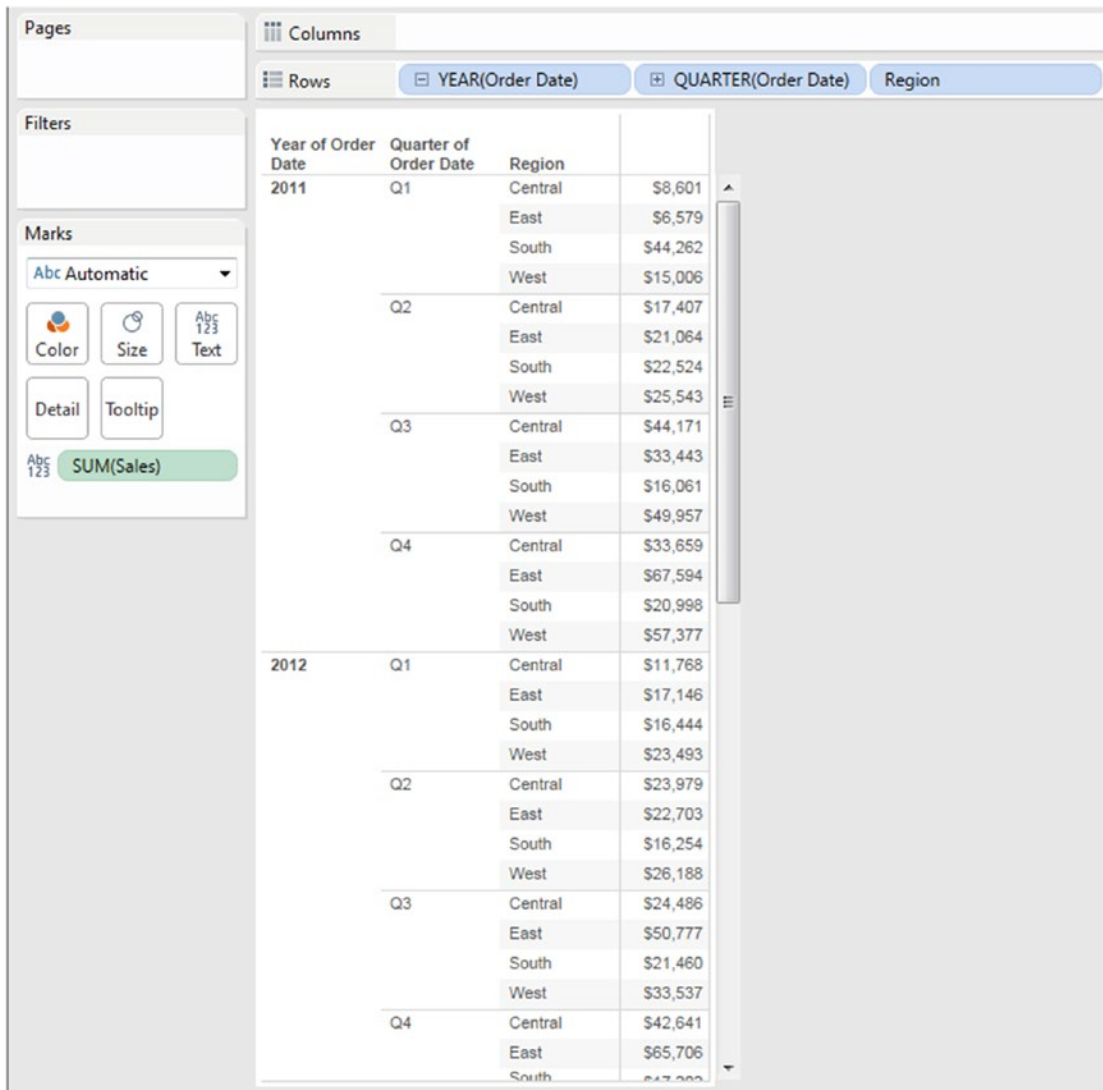 Pages
Columns
Rows YEAR(Order Date) QUARTER(Order Date) Region
Filters
Marks
Abc Automatic
Color Size Abc 123 Text
Detail Tooltip
Abc 123 SUM(Sales)
Year of Order Date Quarter of Order Date Region
2011 Q1 Central $8,601
East $6,579
South $44,262
West $15,006
Q2 Central $17,407
East $21,064
South $22,524
West $25,543
Q3 Central $44,171
East $33,443
South $16,061
West $49,957
Q4 Central $33,659
East $67,594
South $20,998
West $57,377
2012 Q1 Central $11,768
East $17,146
South $16,444
West $23,493
Q2 Central $23,979
East $22,703
South $16,254
West $26,188
Q3 Central $24,486
East $50,777
South $21,460
West $33,537
Q4 Central $42,641
East $65,706
South